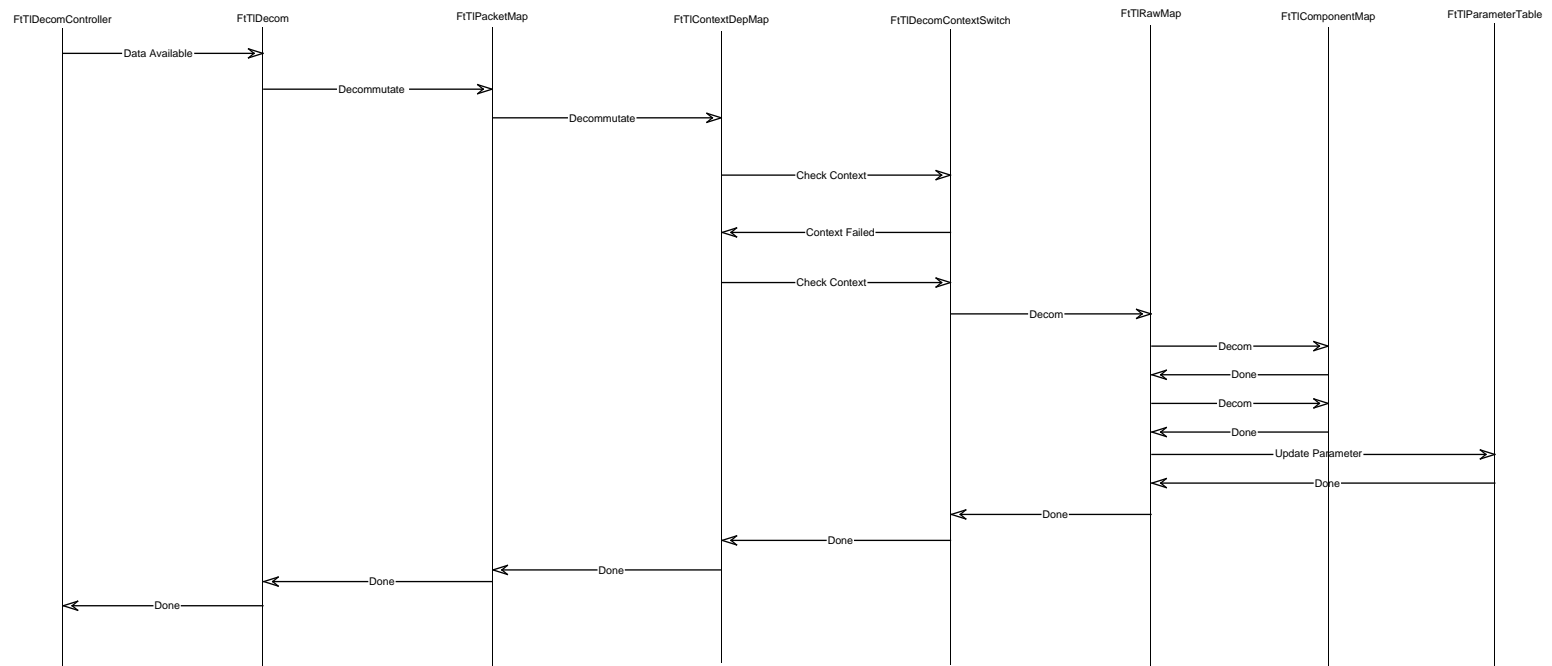 FtTlDecomController
FtTlDecom
FtTlPacketMap
FtTlContextDepMap
FtTlDecomContextSwitch
FtTlRawMap
FtTlComponentMap
FtTlParameterTable
Data Available
Decommutate
Decommutate
Check Context
Context Failed
Check Context
Decom
Decom
Done
Decom
Done
Update Parameter
Done
Done
Done
Done
Done
Done